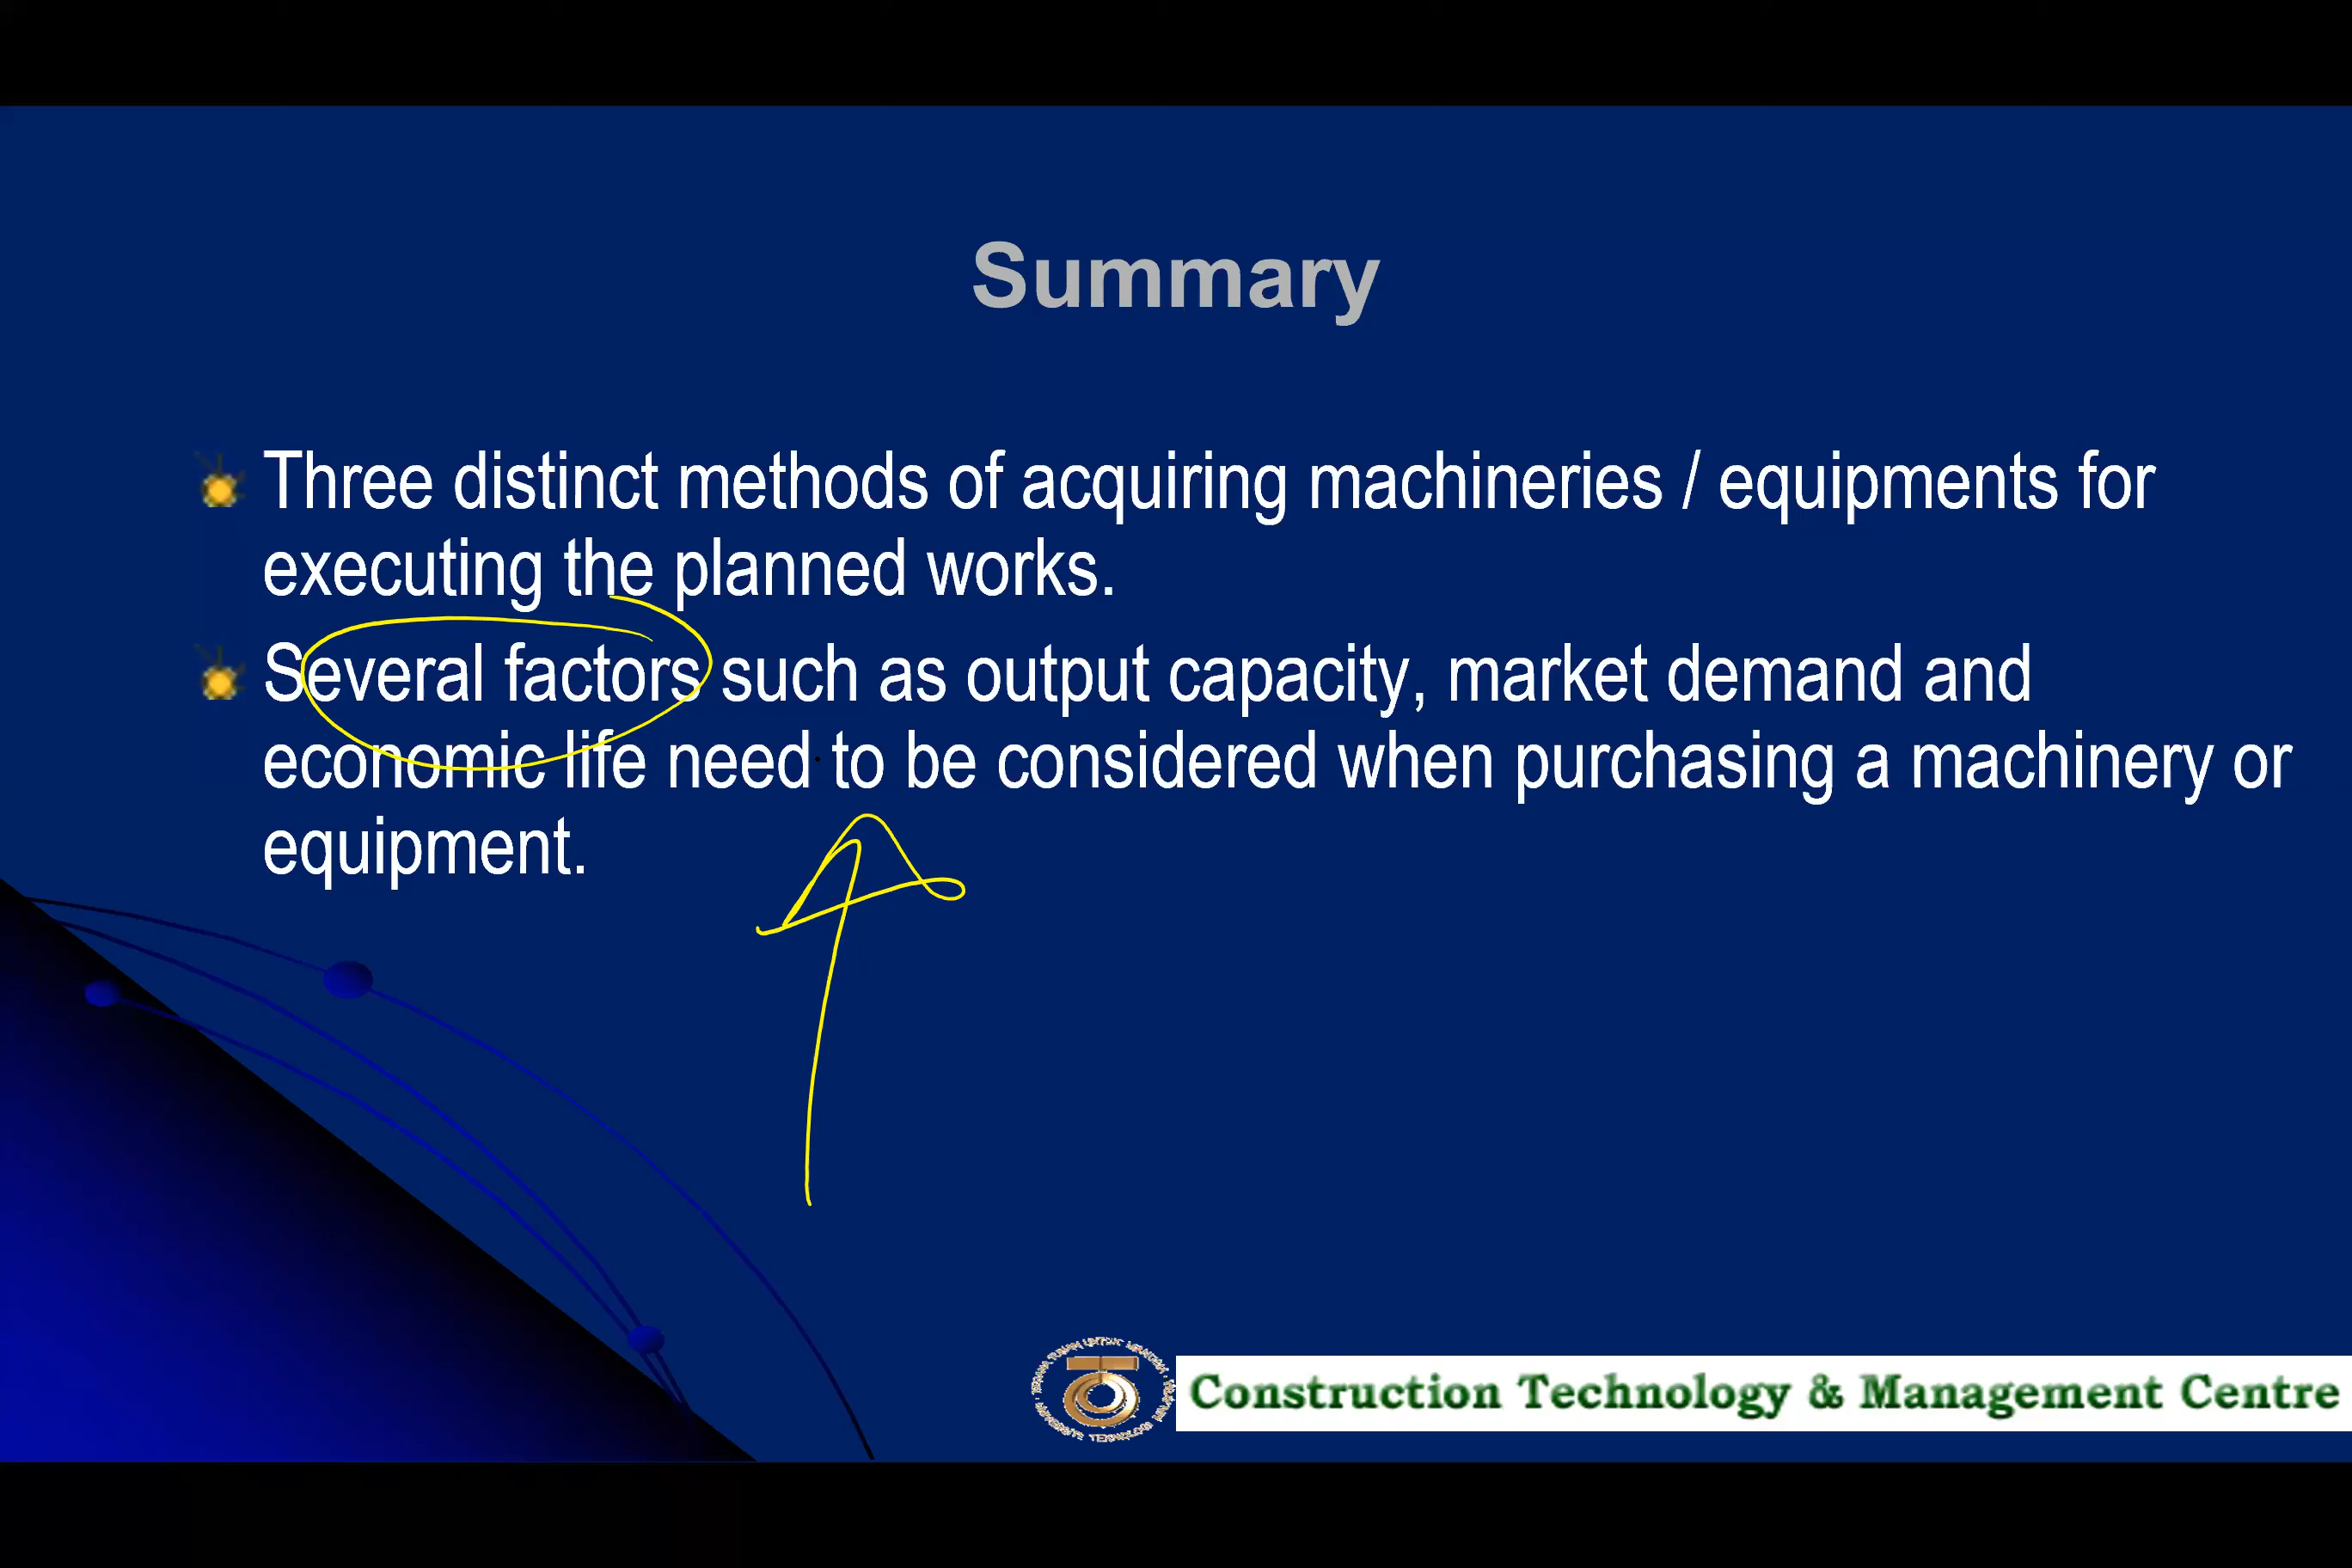 Summary
Three distinct methods of acquiring machineries / equipments for
executing the planned works.
Several factors such as output capacity, market demand and
economic life need to be considered when purchasing a machinery or
equipment.
Construction Technology & Management Centre